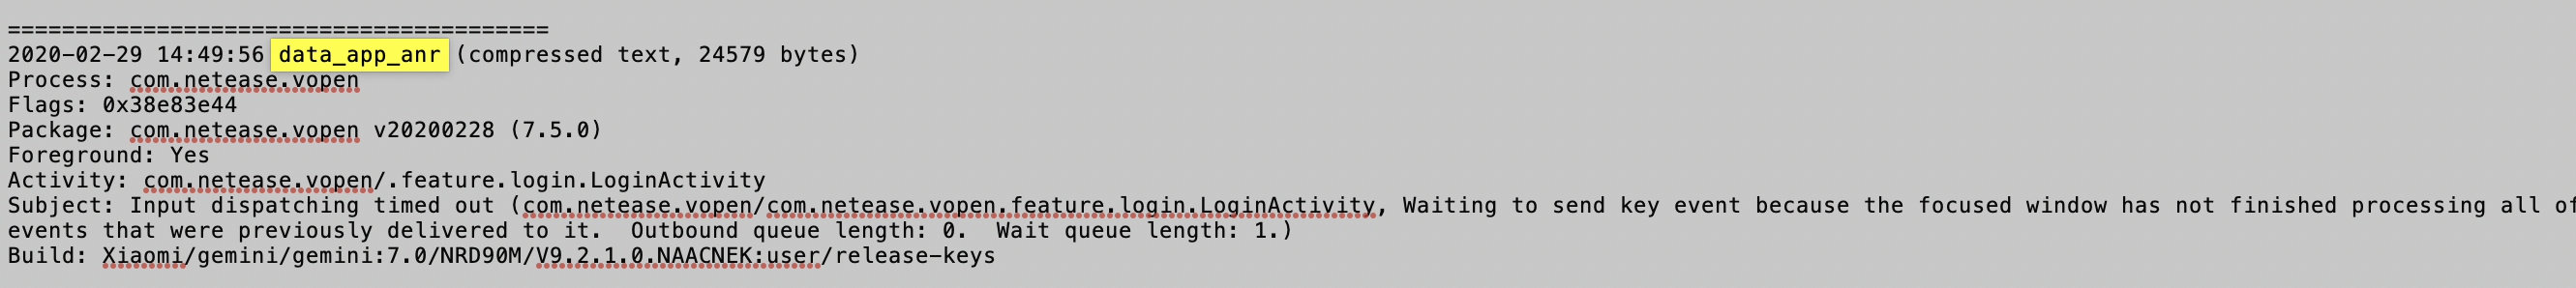 ========================================
2020-02-29 14:49:56 data_app_anr (compressed text, 24579 bytes)
Process: com.netease.vopen
Flags: 0x38e83e44
Package: com.netease.vopen v20200228 (7.5.0)
Foreground: Yes
Activity: com.netease.vopen/.feature.login.LoginActivity
Subject: Input dispatching timed out (com.netease.vopen/com.netease.vopen.feature.login.LoginActivity, Waiting to send key event because the focused window has not finished processing all of
events that were previously delivered to it.  Outbound queue length: 0.  Wait queue length: 1.)
Build: Xiaomi/gemini/gemini:7.0/NRD90M/V9.2.1.0.NAACNEK:user/release-keys